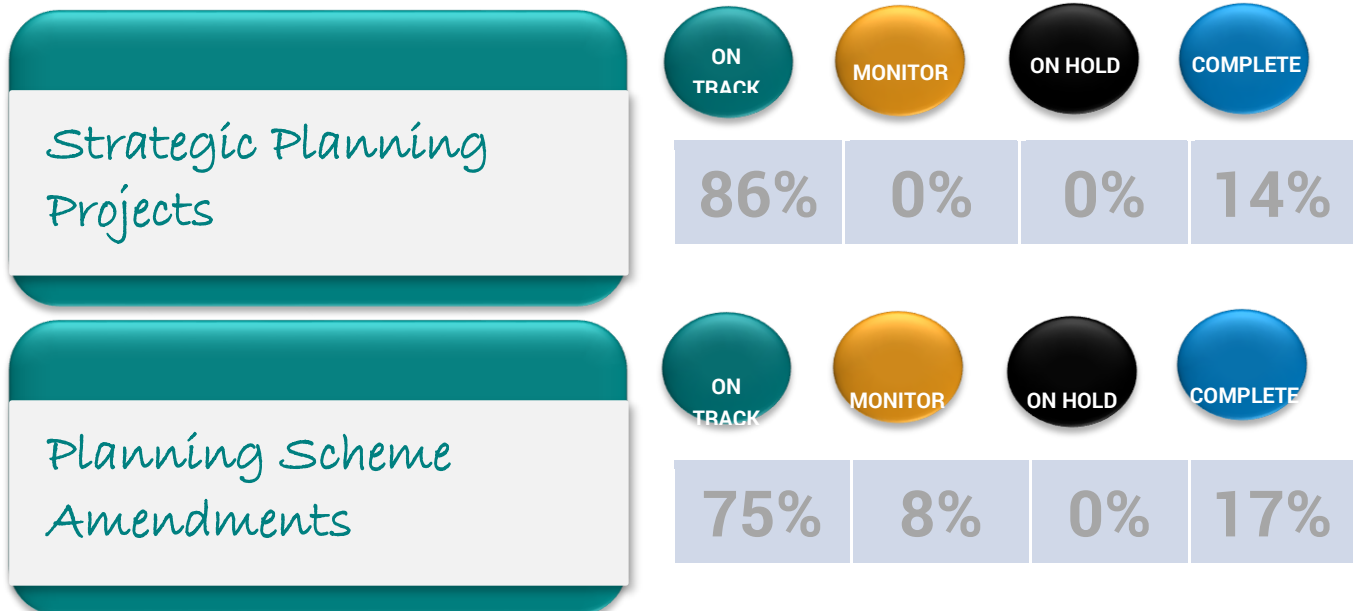 ON
TRACK
MONITOR
ON HOLD
COMPLETE
Strategic Planning
Projects
86% 0% 0% 14%
ON
TRACK
MONITOR
ON HOLD
COMPLETE
Planning Scheme
Amendments
75% 8% 0% 17%